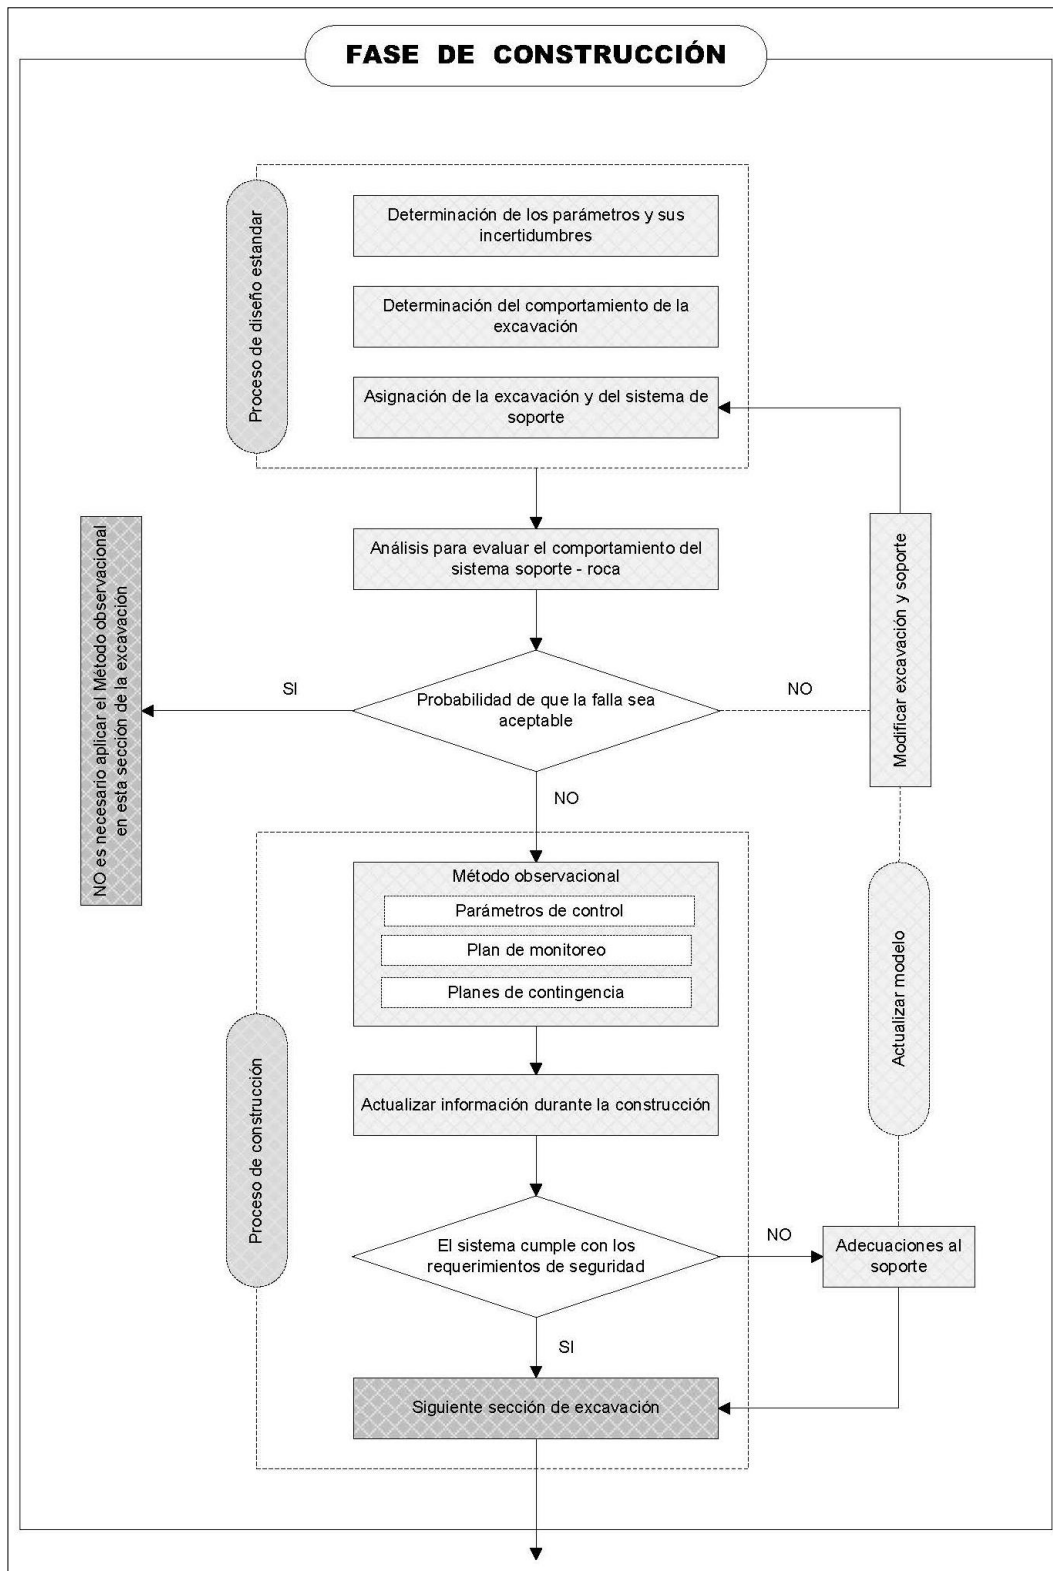 FASE DE CONSTRUCCIÓN
Proceso de diseño estandar
Determinación de los parámetros y sus
incertidumbres
Determinación del comportamiento de la
excavación
Asignación de la excavación y del sistema de
soporte
Análisis para evaluar el comportamiento del
sistema soporte - roca
NO es necesario aplicar el Método observacional
en esta sección de la excavación
SI
Probabilidad de que la falla sea
aceptable
NO
Modificar excavación y soporte
NO
Método observacional
Parámetros de control
Plan de monitoreo
Planes de contingencia
Actualizar modelo
Proceso de construcción
Actualizar información durante la construcción
El sistema cumple con los
requerimientos de seguridad
NO
Adecuaciones al
soporte
SI
Siguiente sección de excavación